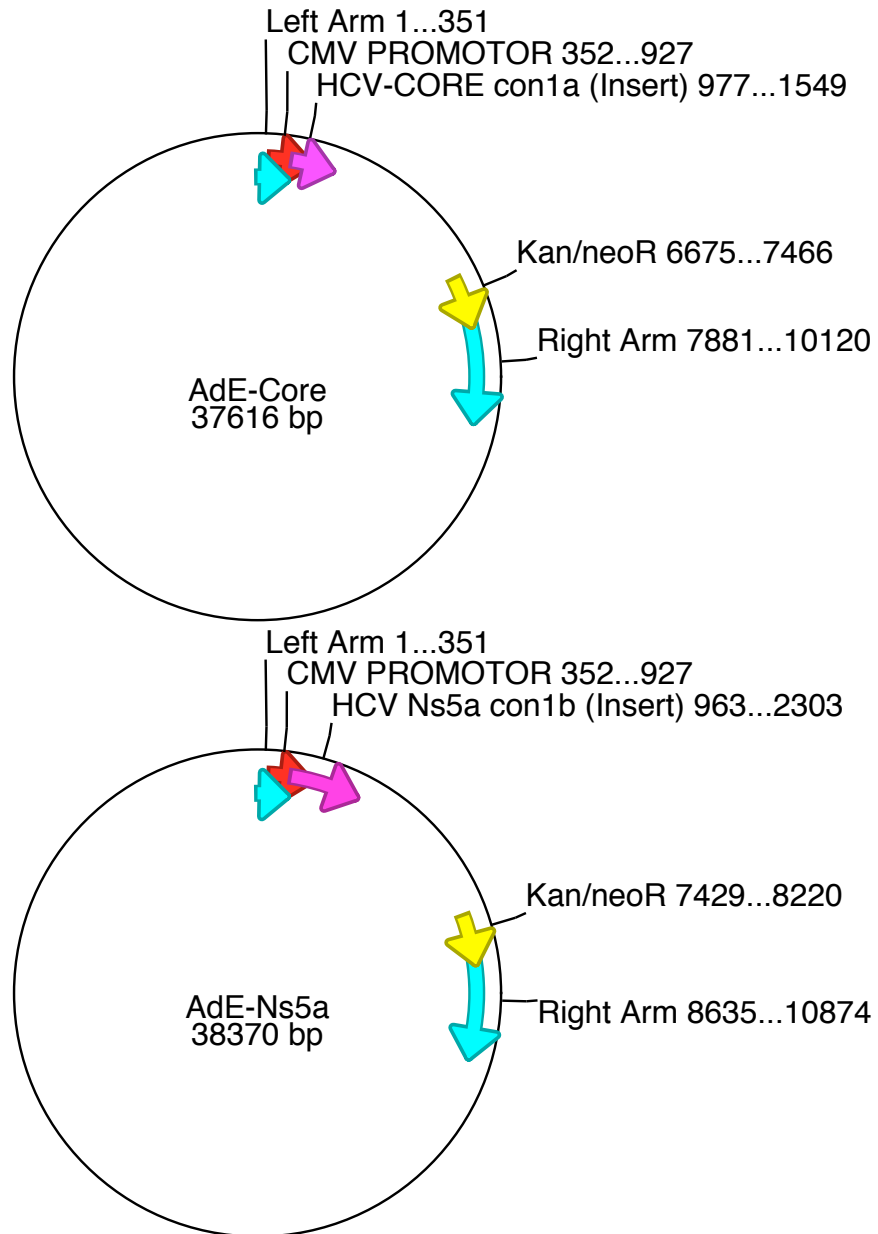 Left Arm 1...351
CMV PROMOTOR 352...927
HCV-CORE con1a (Insert) 977...1549
Kan/neoR 6675...7466
Right Arm 7881...10120
AdE-Core
37616 bp
Left Arm 1...351
CMV PROMOTOR 352...927
HCV Ns5a con1b (Insert) 963...2303
Kan/neoR 7429...8220
Right Arm 8635...10874
AdE-Ns5a
38370 bp